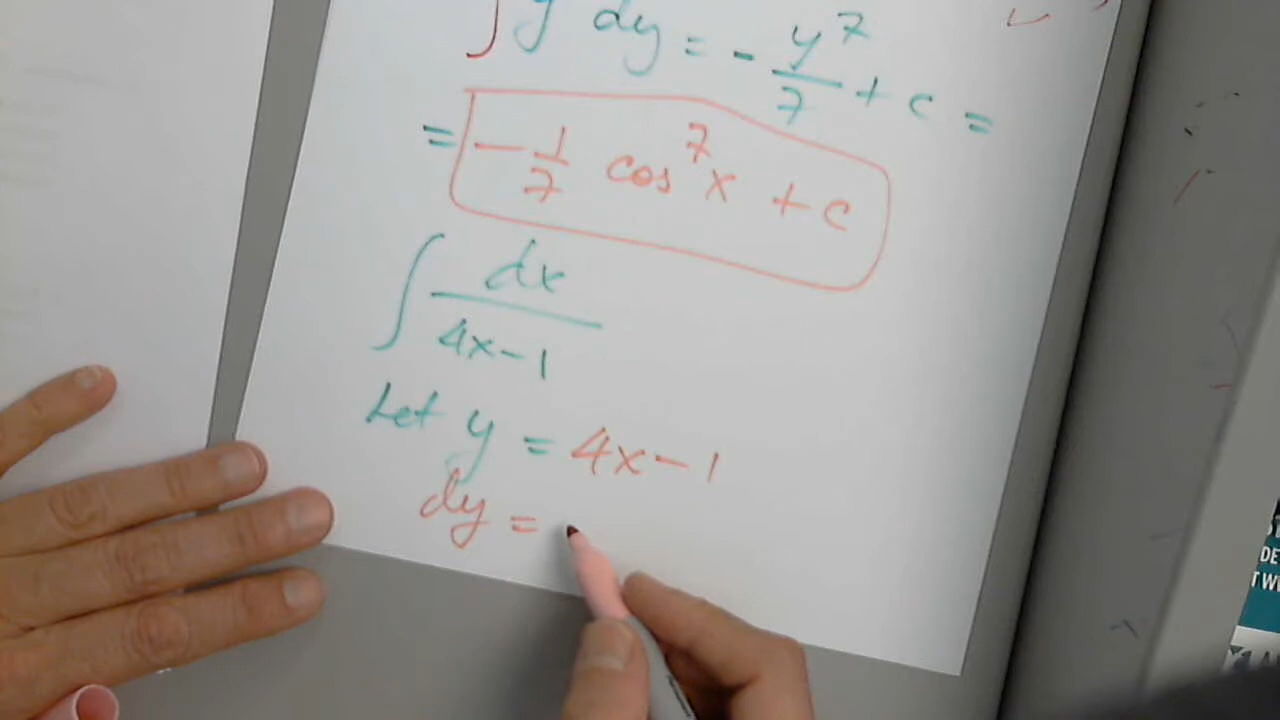 ∫ y dy = - y⁷/7 + c =
= -1/7 cos⁷x + c
∫ dx/(4x-1)
Let y = 4x-1
dy =